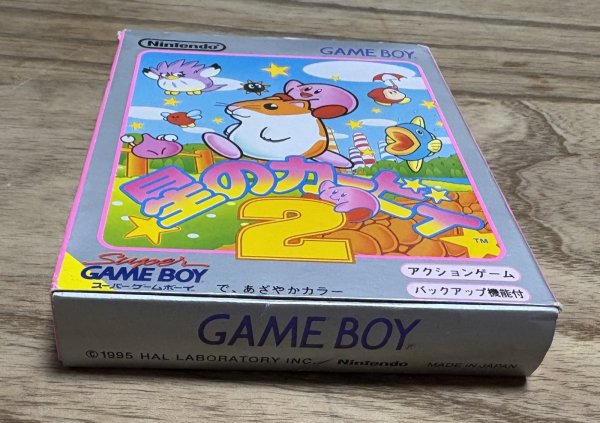 Nintendo
GAME BOY
星のカービィ
2
TM
Super
GAME BOY
スーパーゲームボーイ
で、あざやかカラー
アクションゲーム
バックアップ機能付
GAME BOY
©1995 HAL LABORATORY INC./ Nintendo
MADE IN JAPAN